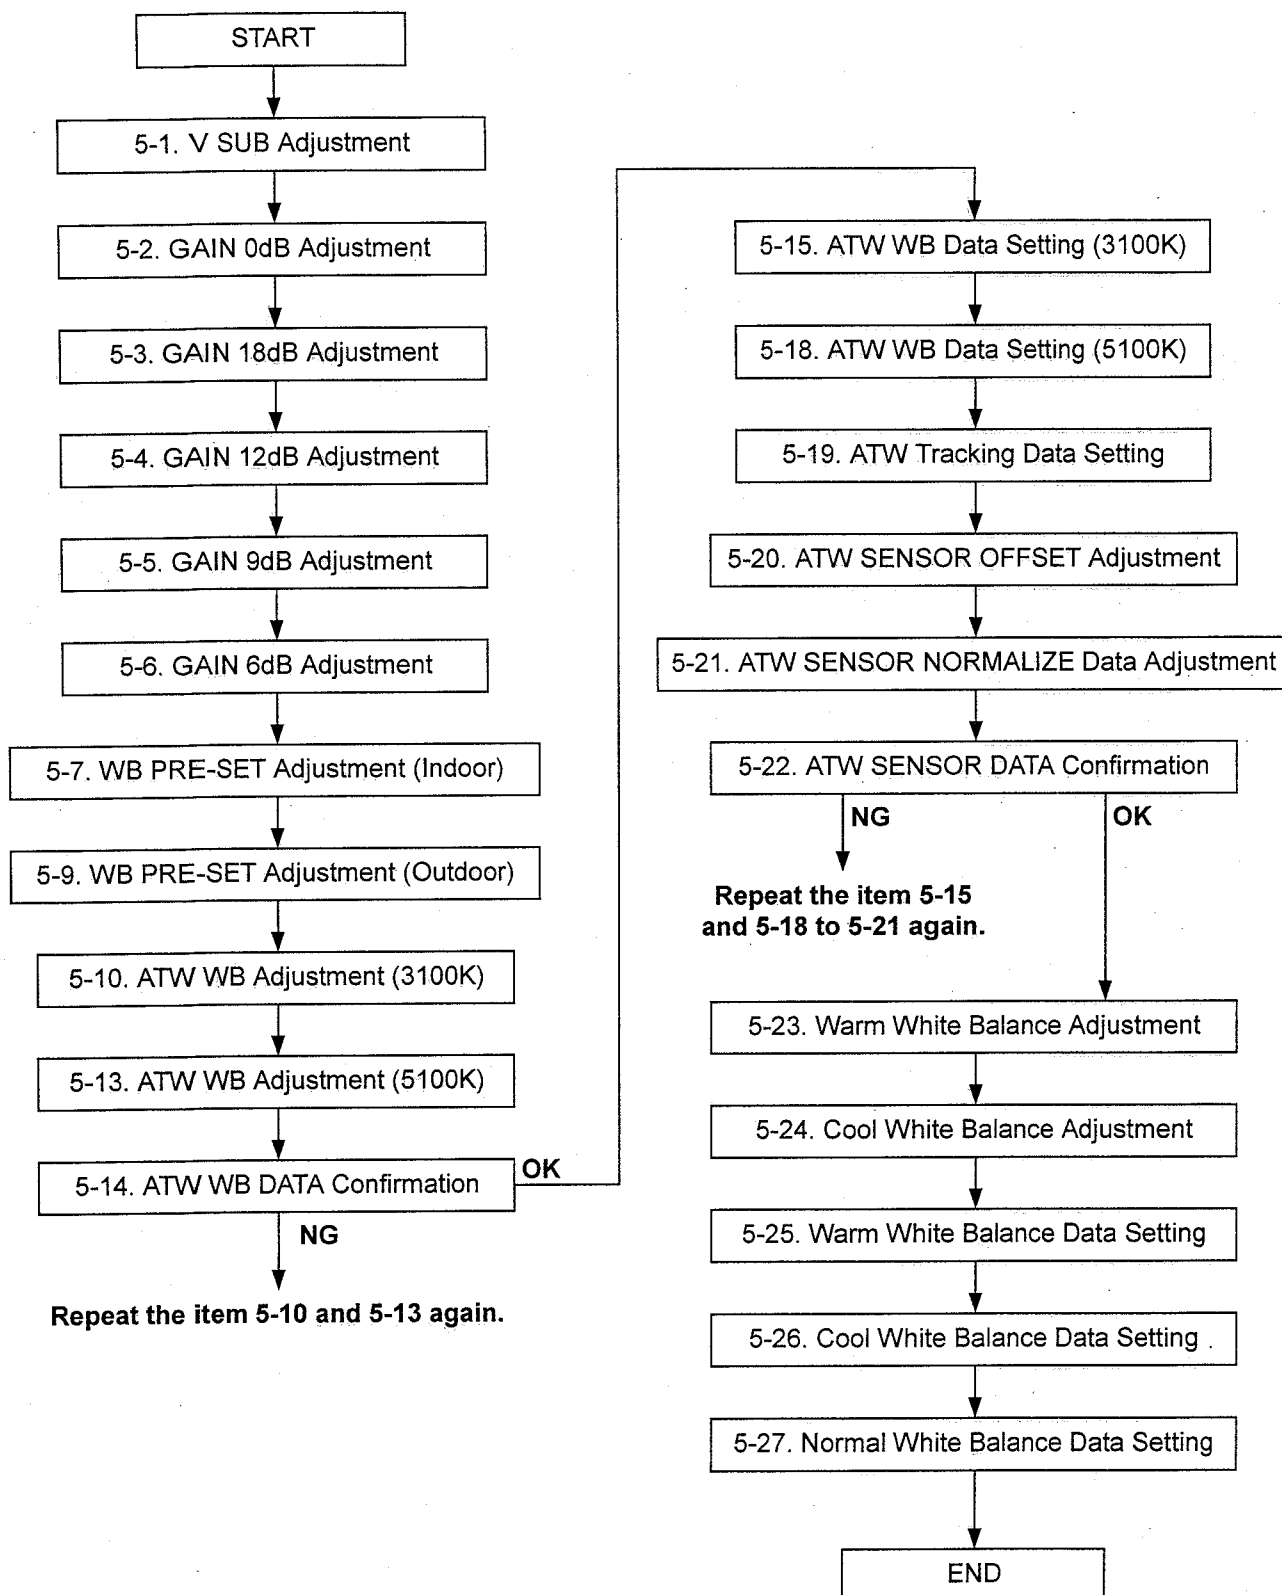 START
5-1. V SUB Adjustment
5-2. GAIN 0dB Adjustment
5-3. GAIN 18dB Adjustment
5-4. GAIN 12dB Adjustment
5-5. GAIN 9dB Adjustment
5-6. GAIN 6dB Adjustment
5-7. WB PRE-SET Adjustment (Indoor)
5-9. WB PRE-SET Adjustment (Outdoor)
5-10. ATW WB Adjustment (3100K)
5-13. ATW WB Adjustment (5100K)
5-14. ATW WB DATA Confirmation
OK
NG
Repeat the item 5-10 and 5-13 again.
5-15. ATW WB Data Setting (3100K)
5-18. ATW WB Data Setting (5100K)
5-19. ATW Tracking Data Setting
5-20. ATW SENSOR OFFSET Adjustment
5-21. ATW SENSOR NORMALIZE Data Adjustment
5-22. ATW SENSOR DATA Confirmation
NG
OK
Repeat the item 5-15
and 5-18 to 5-21 again.
5-23. Warm White Balance Adjustment
5-24. Cool White Balance Adjustment
5-25. Warm White Balance Data Setting
5-26. Cool White Balance Data Setting
5-27. Normal White Balance Data Setting
END